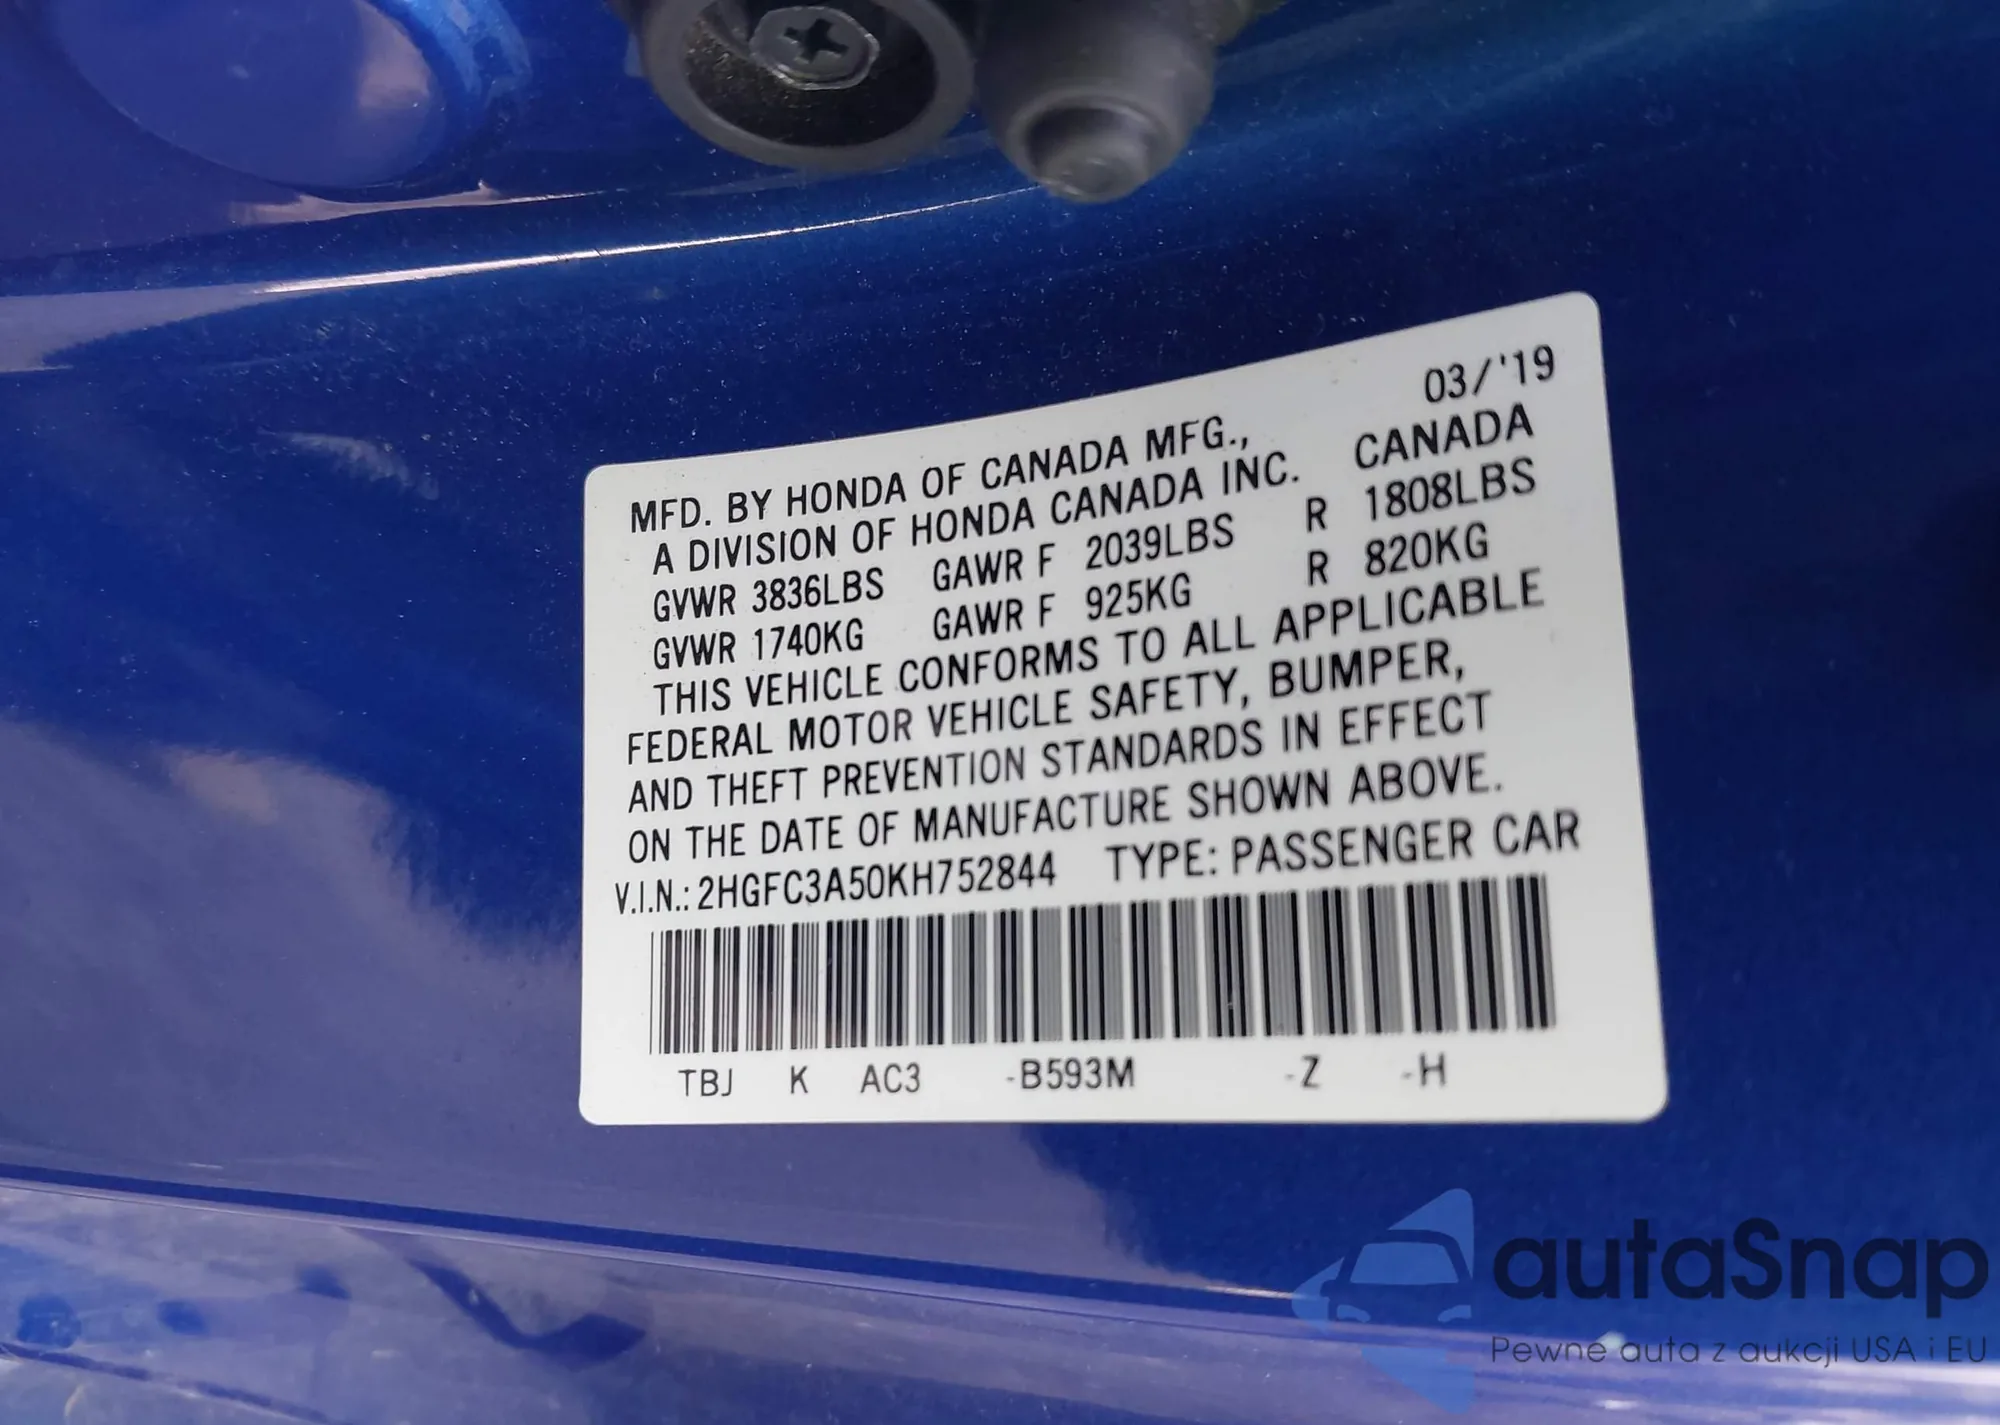 03/'19
MFD. BY HONDA OF CANADA MFG.,
A DIVISION OF HONDA CANADA INC. CANADA
GVWR 3836LBS GAWR F 2039LBS R 1808LBS
GVWR 1740KG GAWR F 925KG R 820KG
THIS VEHICLE CONFORMS TO ALL APPLICABLE
FEDERAL MOTOR VEHICLE SAFETY, BUMPER,
AND THEFT PREVENTION STANDARDS IN EFFECT
ON THE DATE OF MANUFACTURE SHOWN ABOVE.
V.I.N.: 2HGFC3A50KH752844 TYPE: PASSENGER CAR
TBJ K AC3 -B593M -Z -H
autaSnap
Pewne auta z aukcji USA i EU